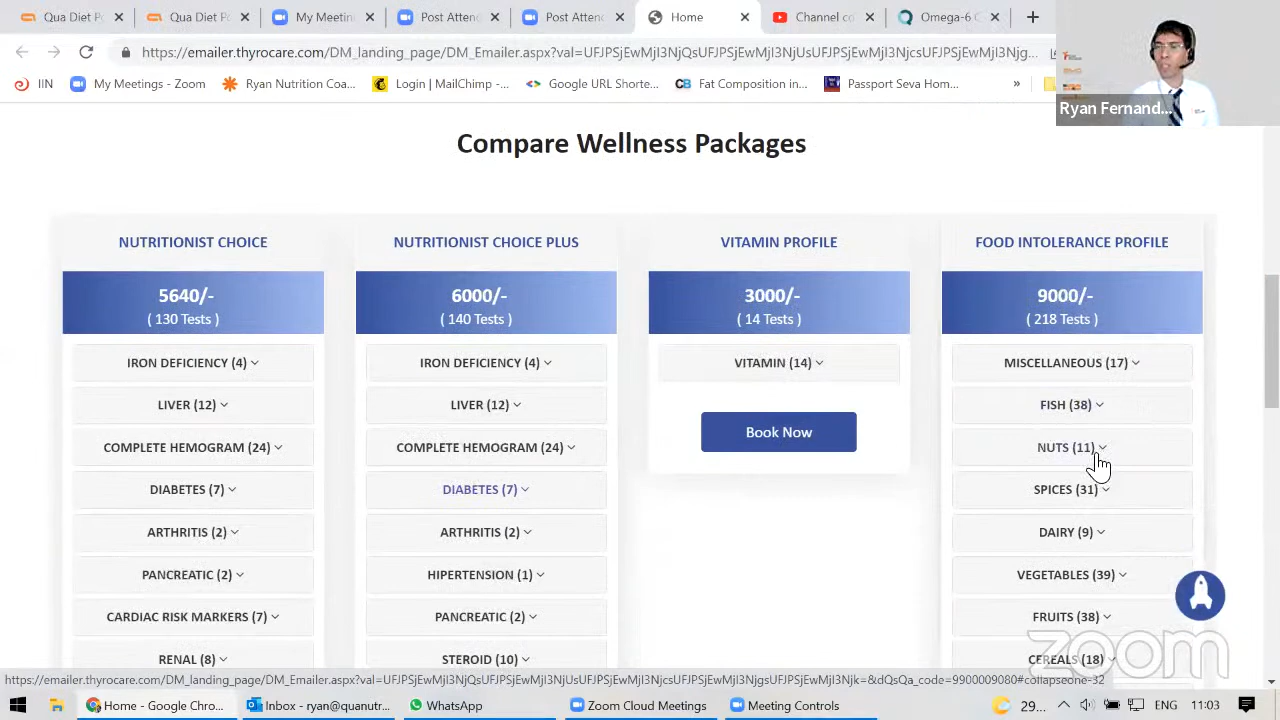 My Meetin
Post Attend
Post Atten
Home
Channel co
Omega-6 C
https://emailer.thyrocare.com/DM_landing_page/DM_Emailer.aspx?val=UFJPSjEwMjI3NjQsUFJPSjEwMjI3NjUsUFJPSjEwMjI3NjcsUFJPSjEwMjI3Njg...
IIN
My Meetings - Zoom
Ryan Nutrition Coa...
Login | MailChimp -...
Google URL Shorte...
Fat Composition in...
Passport Seva Hom...
»
Ryan Fernand...
Compare Wellness Packages
NUTRITIONIST CHOICE
NUTRITIONIST CHOICE PLUS
VITAMIN PROFILE
FOOD INTOLERANCE PROFILE
5640/-
6000/-
3000/-
9000/-
( 130 Tests )
( 140 Tests )
( 14 Tests )
( 218 Tests )
IRON DEFICIENCY (4)
IRON DEFICIENCY (4)
VITAMIN (14)
MISCELLANEOUS (17)
LIVER (12)
LIVER (12)
FISH (38)
COMPLETE HEMOGRAM (24)
COMPLETE HEMOGRAM (24)
Book Now
NUTS (11)
DIABETES (7)
DIABETES (7)
SPICES (31)
ARTHRITIS (2)
ARTHRITIS (2)
DAIRY (9)
PANCREATIC (2)
HIPERTENSION (1)
VEGETABLES (39)
CARDIAC RISK MARKERS (7)
PANCREATIC (2)
FRUITS (38)
RENAL (8)
STEROID (10)
CEREALS (18)
zoom
https://emailer.thyrocare.com/DM_landing_page/DM_Emailer.aspx?val=UFJPSjEwMjI3NjQsUFJPSjEwMjI3NjUsUFJPSjEwMjI3NjcsUFJPSjEwMjI3NjgsUFJPSjEwMjI3Njk=&dQsQa_code=9900009080#collapseone-32
Home - Google Chro...
Inbox - ryan@quanutr...
WhatsApp
Zoom Cloud Meetings
Meeting Controls
29...
ENG
11:03